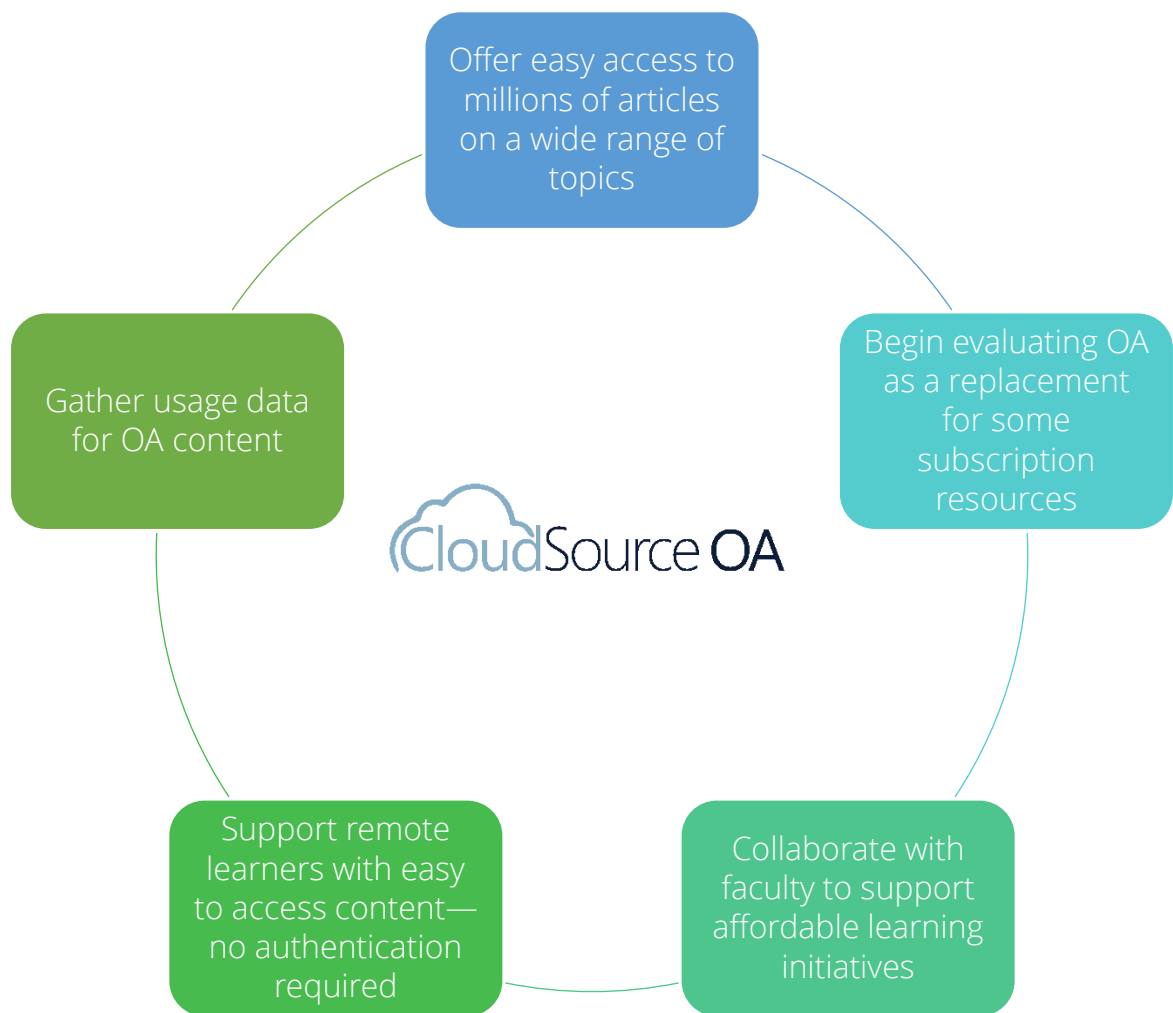 Offer easy access to
millions of articles
on a wide range of
topics
Begin evaluating OA
as a replacement
for some
subscription
resources
Collaborate with
faculty to support
affordable learning
initiatives
Support remote
learners with easy
to access content—
no authentication
required
Gather usage data
for OA content
CloudSource OA